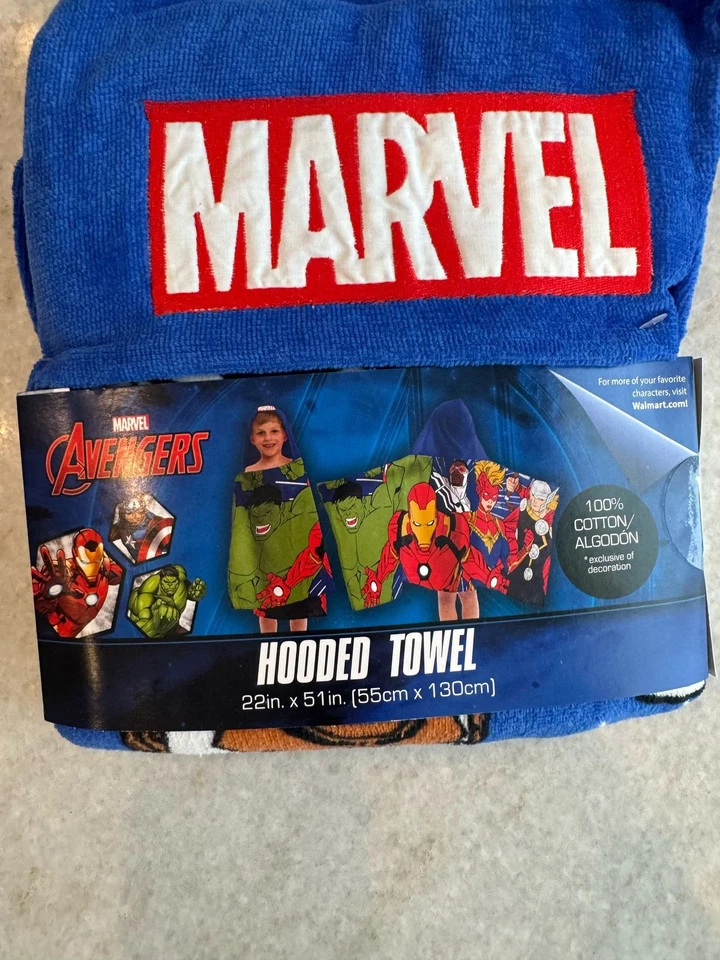 MARVEL
MARVEL
AVENGERS
For more of your favorite
characters, visit
Walmart.com!
100%
COTTON/
ALGODÓN
*exclusive of
decoration
HOODED TOWEL
22in. x 51in. (55cm x 130cm)